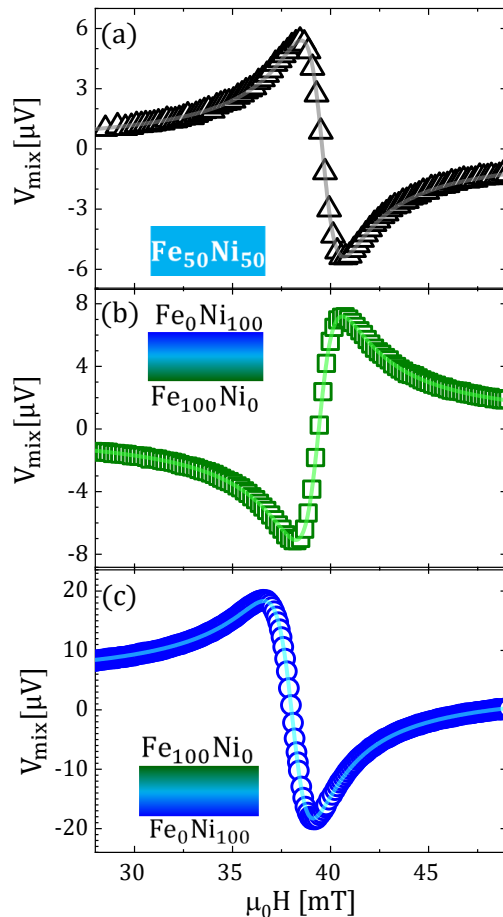 (a)
6
3
0
-3
-6
V_mix[μV]
Fe₅₀Ni₅₀
(b)
8
4
0
-4
-8
V_mix[μV]
Fe₀Ni₁₀₀
Fe₁₀₀Ni₀
(c)
20
10
0
-10
-20
V_mix[μV]
Fe₁₀₀Ni₀
Fe₀Ni₁₀₀
30 35 40 45
μ₀H [mT]